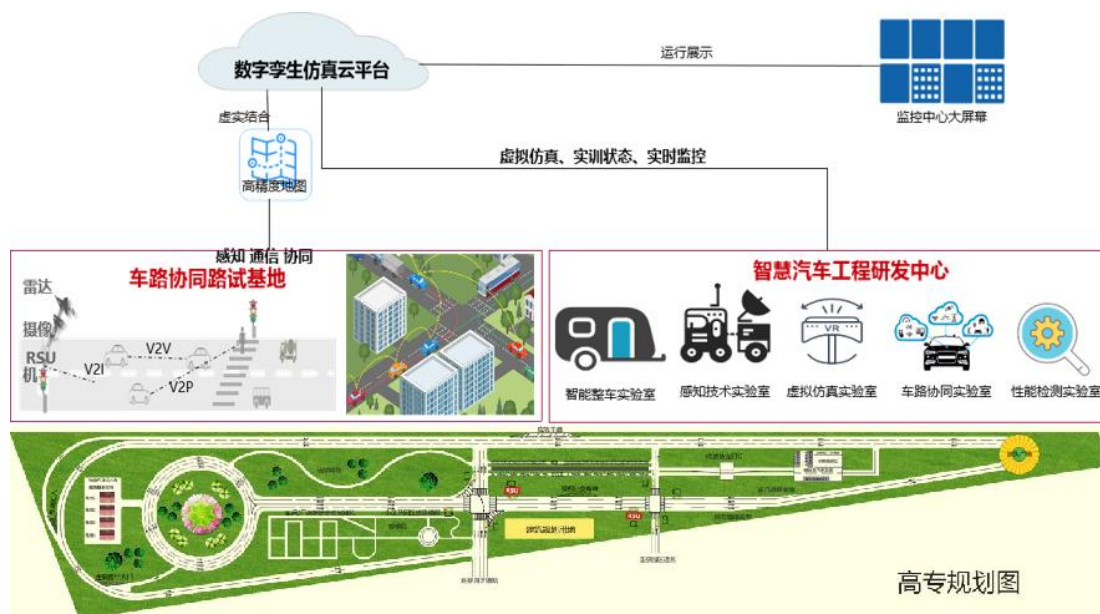 数字孪生仿真云平台
运行展示
监控中心大屏幕
虚实结合
高精度地图
虚拟仿真、实训状态、实时监控
感知 通信 协同
车路协同路试基地
雷达
摄像
RSU
机
V2I
V2V
V2P
智慧汽车工程研发中心
VR
智能整车实验室
感知技术实验室
虚拟仿真实验室
车路协同实验室
性能检测实验室
RSU
RSU
建筑规划用地
高专规划图